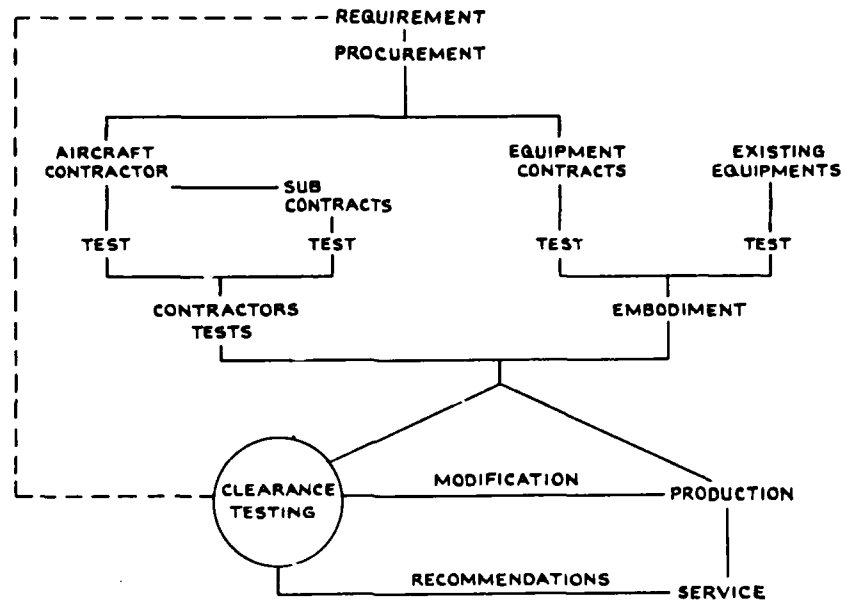 REQUIREMENT
PROCUREMENT
AIRCRAFT
CONTRACTOR
SUB
CONTRACTS
EQUIPMENT
CONTRACTS
EXISTING
EQUIPMENTS
TEST
TEST
TEST
TEST
CONTRACTORS
TESTS
EMBODIMENT
CLEARANCE
TESTING
MODIFICATION
PRODUCTION
RECOMMENDATIONS
SERVICE